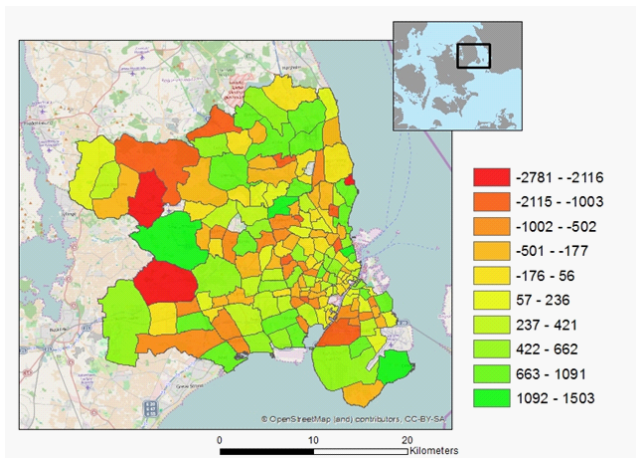 -2781 - -2116
-2115 - -1003
-1002 - -502
-501 - -177
-176 - 56
57 - 236
237 - 421
422 - 662
663 - 1091
1092 - 1503
© OpenStreetMap (and) contributors, CC-BY-SA
0 10 20
Kilometers